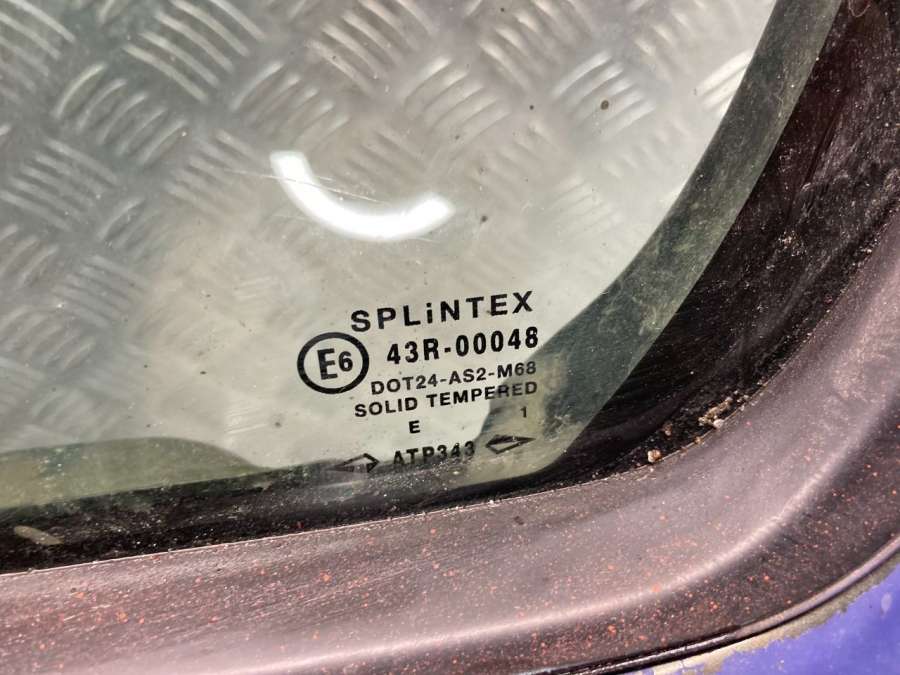 SPLiNTEX
E6 43R-00048
DOT24-AS2-M68
SOLID TEMPERED
E 1
ATP343